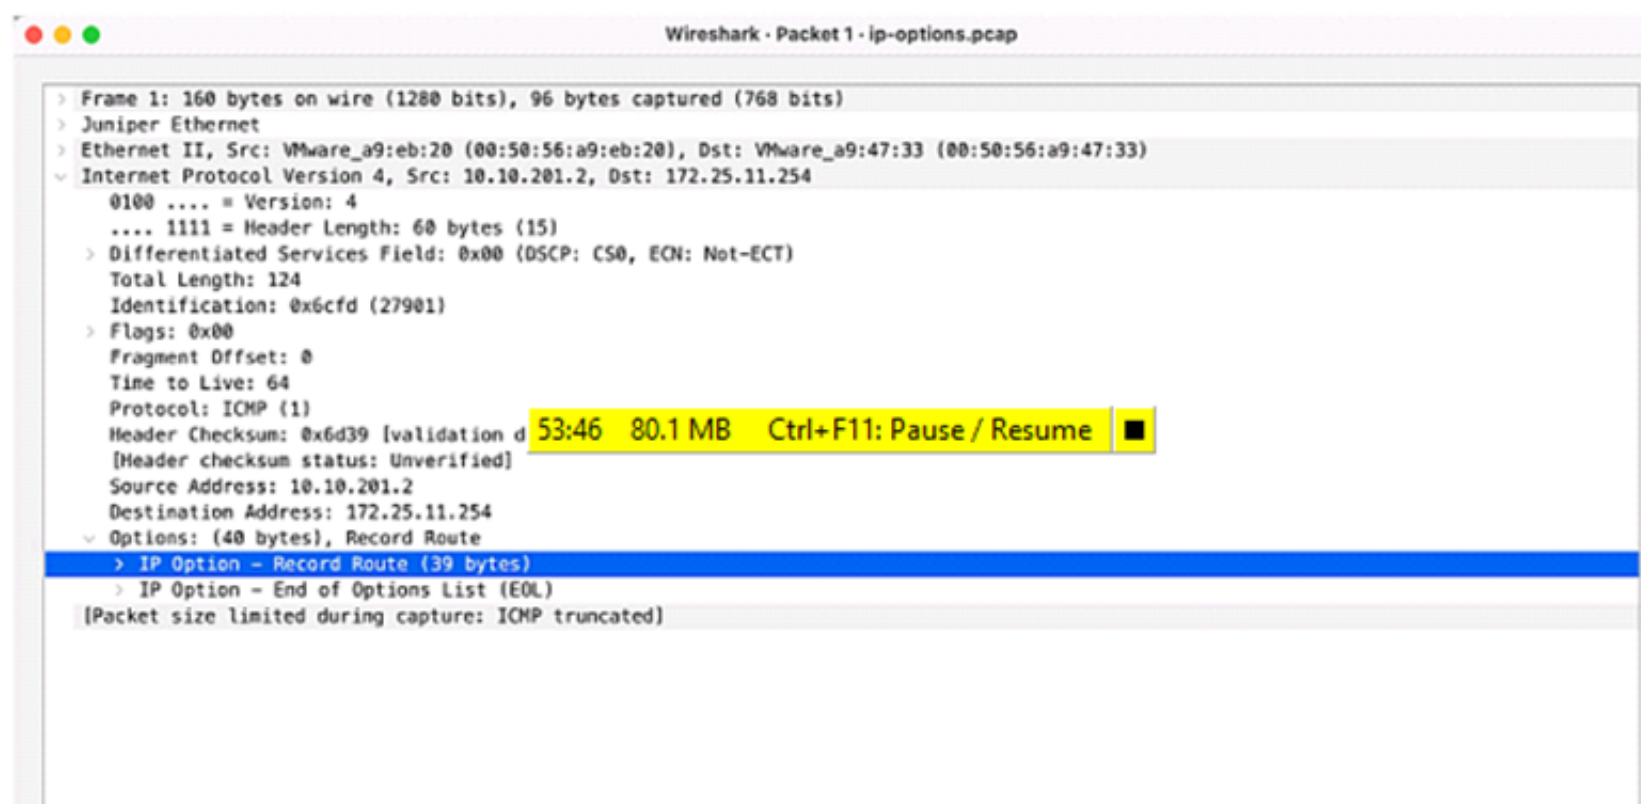 Wireshark · Packet 1 · ip-options.pcap
> Frame 1: 160 bytes on wire (1280 bits), 96 bytes captured (768 bits)
> Juniper Ethernet
> Ethernet II, Src: VMware_a9:eb:20 (00:50:56:a9:eb:20), Dst: VMware_a9:47:33 (00:50:56:a9:47:33)
Internet Protocol Version 4, Src: 10.10.201.2, Dst: 172.25.11.254
0100 .... = Version: 4
.... 1111 = Header Length: 60 bytes (15)
> Differentiated Services Field: 0x00 (DSCP: CS0, ECN: Not-ECT)
Total Length: 124
Identification: 0x6cfd (27901)
> Flags: 0x00
Fragment Offset: 0
Time to Live: 64
Protocol: ICMP (1)
Header Checksum: 0x6d39 [validation d
53:46 80.1 MB Ctrl+F11: Pause / Resume
[Header checksum status: Unverified]
Source Address: 10.10.201.2
Destination Address: 172.25.11.254
Options: (40 bytes), Record Route
> IP Option – Record Route (39 bytes)
> IP Option – End of Options List (EOL)
[Packet size limited during capture: ICMP truncated]